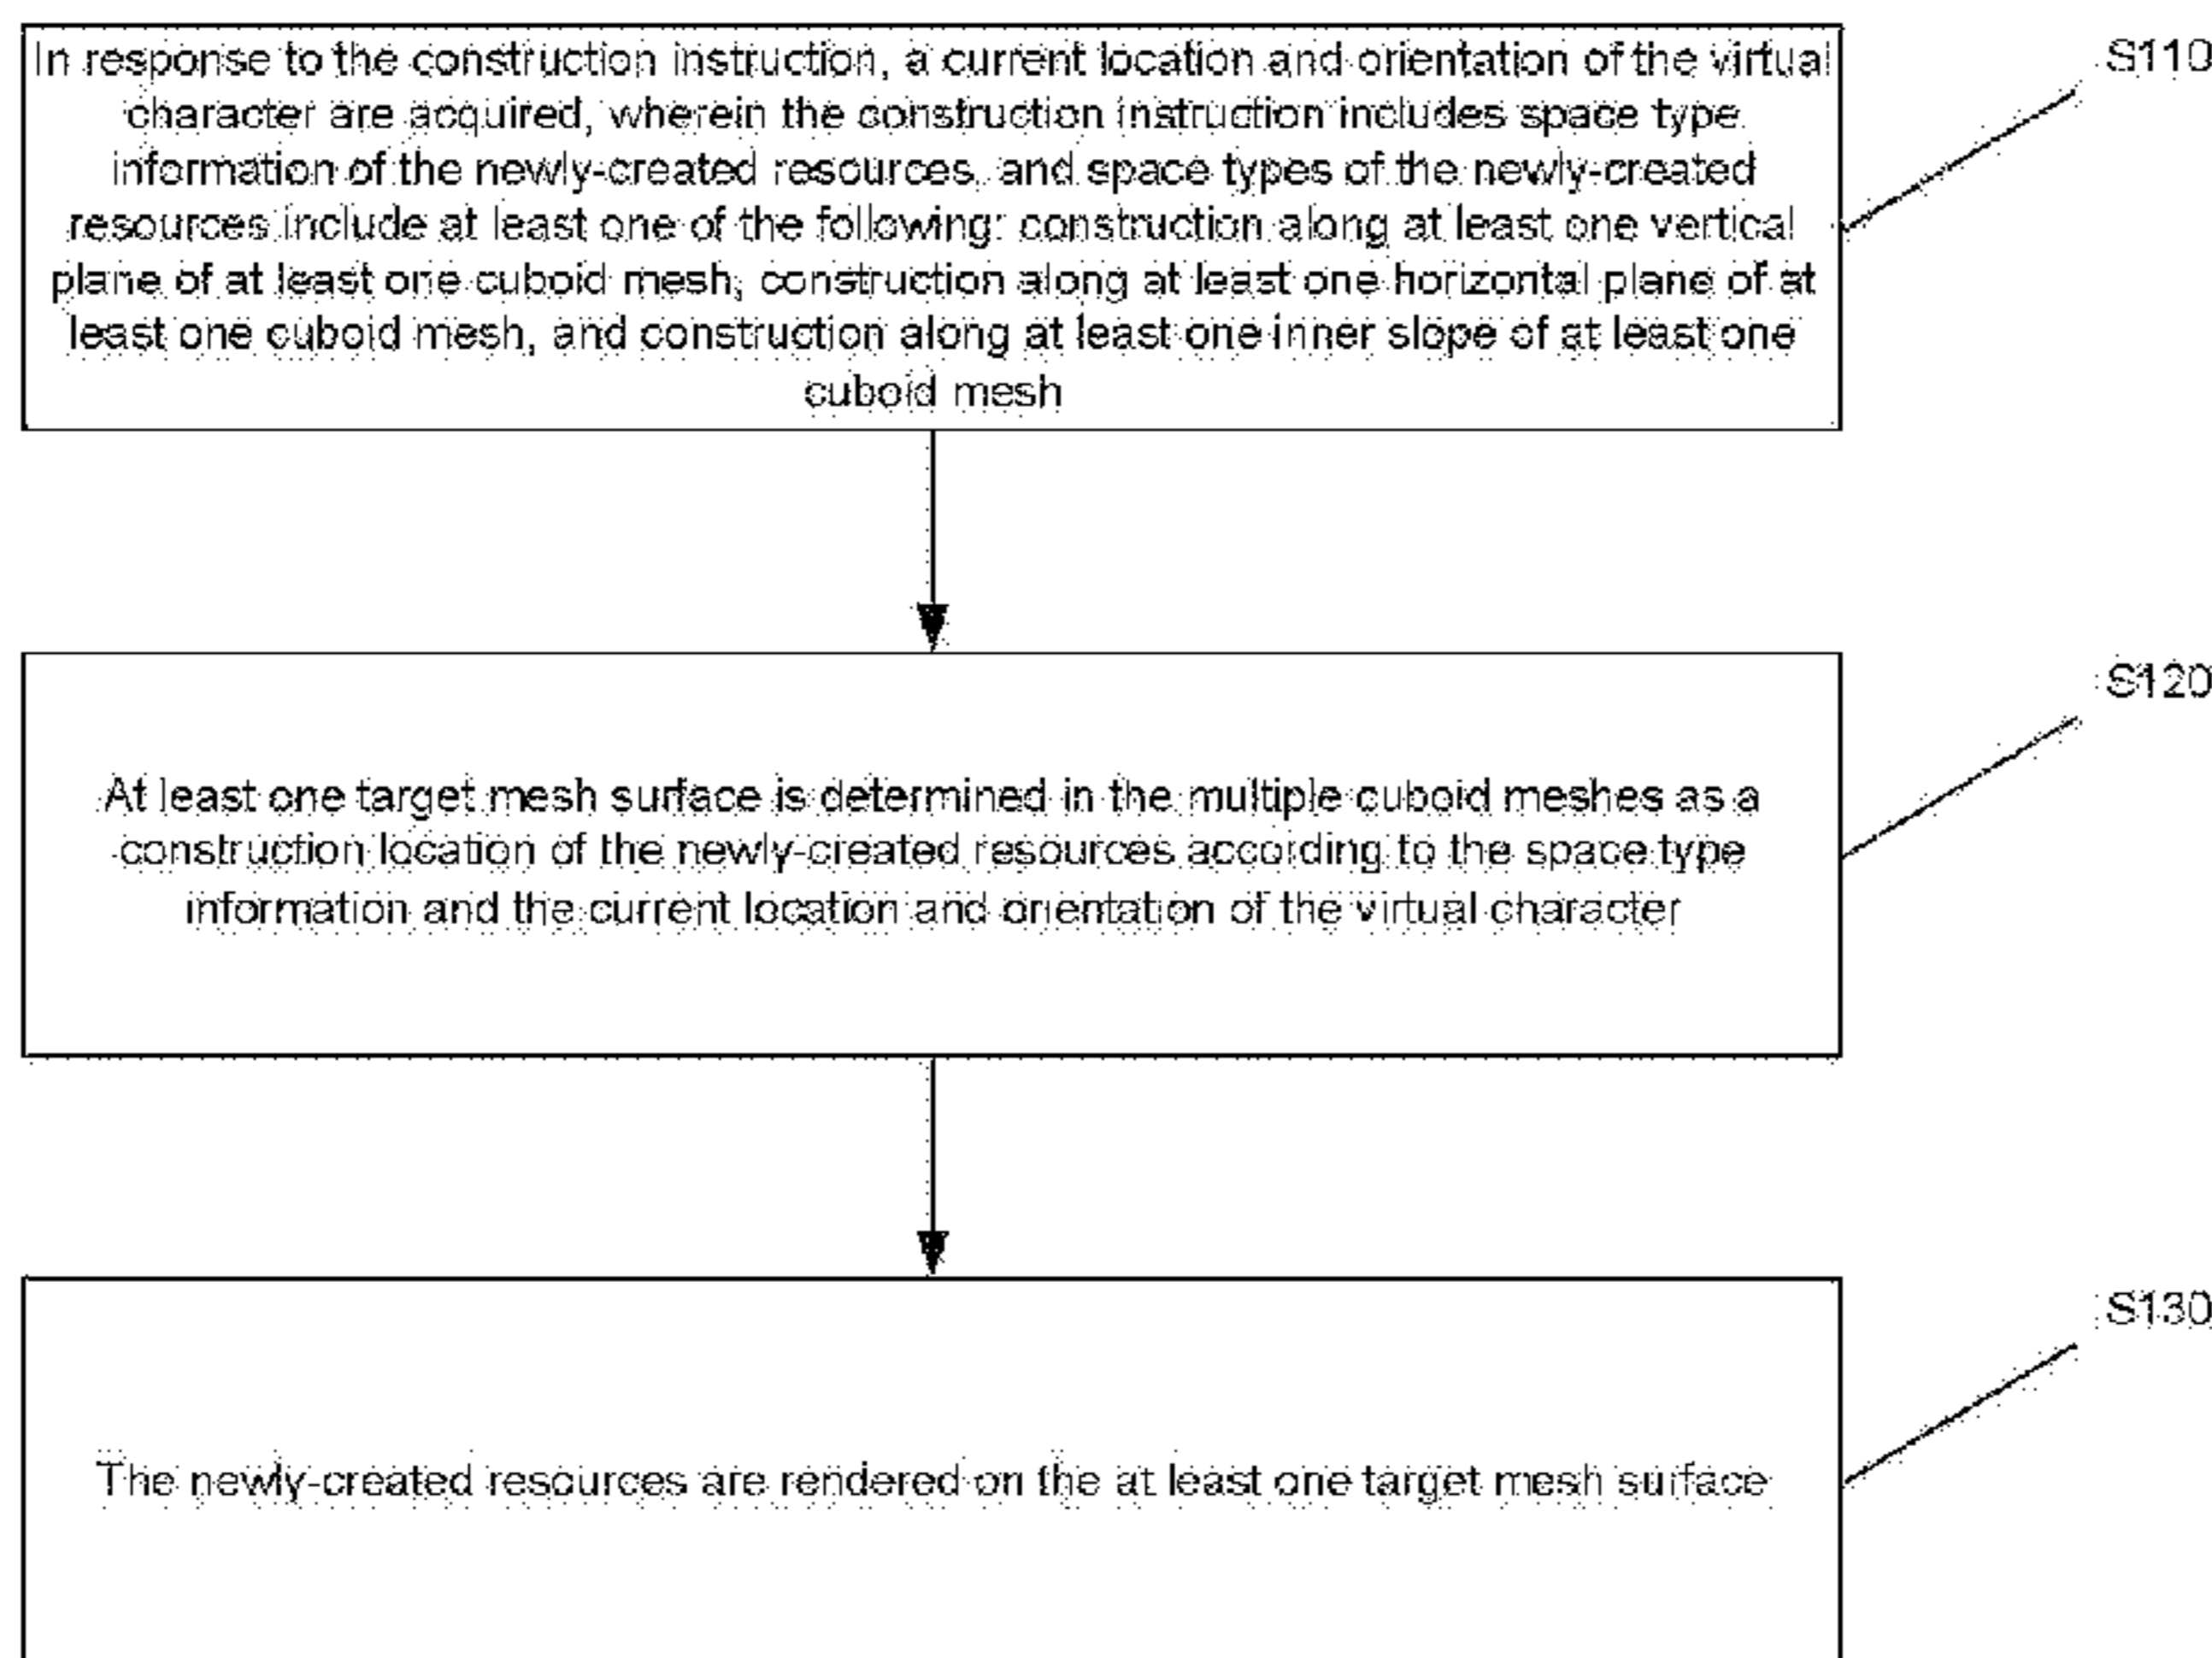 In response to the construction instruction, a current location and orientation of the virtual
character are acquired, wherein the construction instruction includes space type
information of the newly-created resources, and space types of the newly-created
resources include at least one of the following: construction along at least one vertical
plane of at least one cuboid mesh, construction along at least one horizontal plane of at
least one cuboid mesh, and construction along at least one inner slope of at least one
cuboid mesh
S110
At least one target mesh surface is determined in the multiple cuboid meshes as a
construction location of the newly-created resources according to the space type
information and the current location and orientation of the virtual character
S120
The newly-created resources are rendered on the at least one target mesh surface
S130